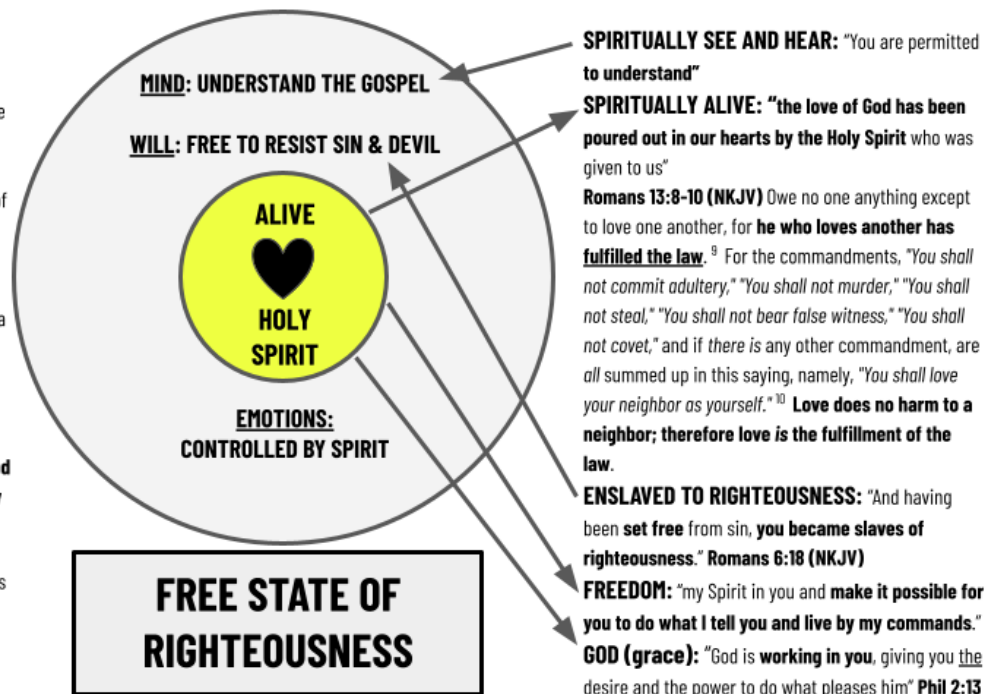 MIND: UNDERSTAND THE GOSPEL
WILL: FREE TO RESIST SIN & DEVIL
ALIVE
HOLY
SPIRIT
EMOTIONS:
CONTROLLED BY SPIRIT
FREE STATE OF
RIGHTEOUSNESS
SPIRITUALLY SEE AND HEAR: “You are permitted
to understand”
SPIRITUALLY ALIVE: “the love of God has been
poured out in our hearts by the Holy Spirit who was
given to us”
Romans 13:8-10 (NKJV) Owe no one anything except
to love one another, for he who loves another has
fulfilled the law. 9 For the commandments, "You shall
not commit adultery," "You shall not murder," "You shall
not steal," "You shall not bear false witness," "You shall
not covet," and if there is any other commandment, are
all summed up in this saying, namely, "You shall love
your neighbor as yourself." 10 Love does no harm to a
neighbor; therefore love is the fulfillment of the
law.
ENSLAVED TO RIGHTEOUSNESS: “And having
been set free from sin, you became slaves of
righteousness.” Romans 6:18 (NKJV)
FREEDOM: “my Spirit in you and make it possible for
you to do what I tell you and live by my commands.”
GOD (grace): “God is working in you, giving you the
desire and the power to do what pleases him” Phil 2:13